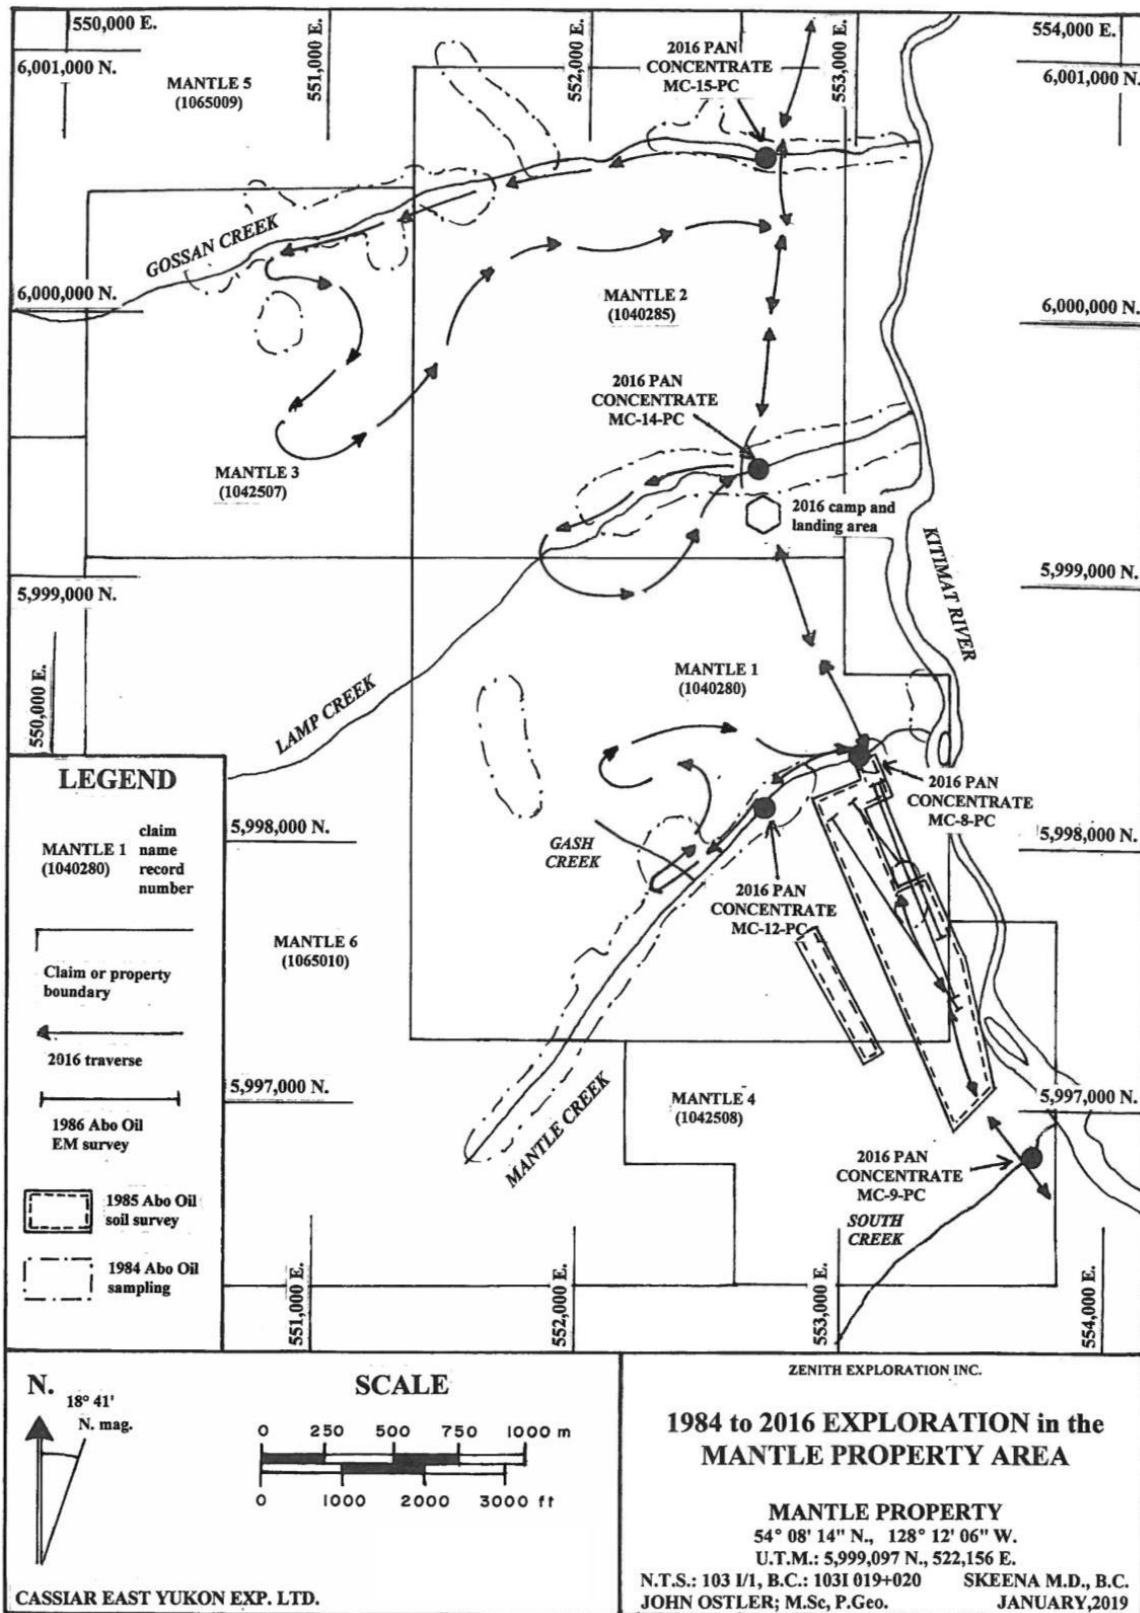 550,000 E.
551,000 E.
552,000 E.
553,000 E.
554,000 E.
6,001,000 N.
6,001,000 N.
MANTLE 5
(1065009)
2016 PAN
CONCENTRATE
MC-15-PC
GOSSAN CREEK
6,000,000 N.
6,000,000 N.
MANTLE 2
(1040285)
2016 PAN
CONCENTRATE
MC-14-PC
MANTLE 3
(1042507)
2016 camp and
landing area
KITIMAT RIVER
5,999,000 N.
5,999,000 N.
550,000 E.
LAMP CREEK
MANTLE 1
(1040280)
LEGEND
MANTLE 1
(1040280)
claim
name
record
number
Claim or property
boundary
2016 traverse
1986 Abo Oil
EM survey
1985 Abo Oil
soil survey
1984 Abo Oil
sampling
5,998,000 N.
5,998,000 N.
GASH
CREEK
2016 PAN
CONCENTRATE
MC-8-PC
2016 PAN
CONCENTRATE
MC-12-PC
MANTLE 6
(1065010)
5,997,000 N.
5,997,000 N.
MANTLE CREEK
MANTLE 4
(1042508)
2016 PAN
CONCENTRATE
MC-9-PC
SOUTH
CREEK
551,000 E.
552,000 E.
553,000 E.
554,000 E.
N.
18° 41'
N. mag.
SCALE
0 250 500 750 1000 m
0 1000 2000 3000 ft
CASSIAR EAST YUKON EXP. LTD.
ZENITH EXPLORATION INC.
1984 to 2016 EXPLORATION in the
MANTLE PROPERTY AREA
MANTLE PROPERTY
54° 08' 14" N., 128° 12' 06" W.
U.T.M.: 5,999,097 N., 522,156 E.
N.T.S.: 103 I/1, B.C.: 103I 019+020 SKEENA M.D., B.C.
JOHN OSTLER; M.Sc, P.Geo. JANUARY,2019